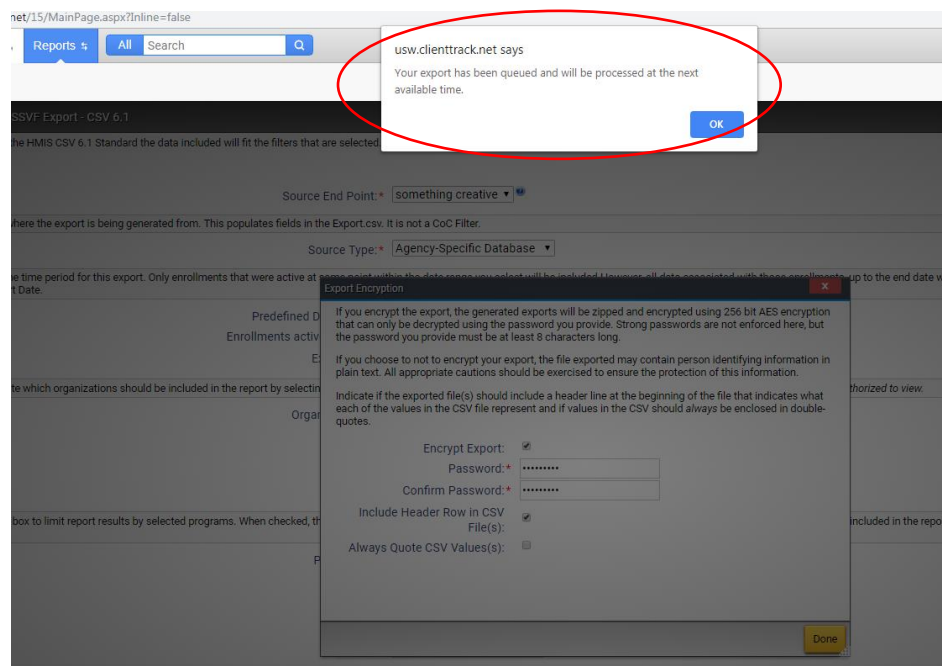 net/15/MainPage.aspx?Inline=false
Reports
All
Search
usw.clienttrack.net says
Your export has been queued and will be processed at the next
available time.
OK
SSVF Export - CSV 6.1
the HMIS CSV 6.1 Standard the data included will fit the filters that are selected
Source End Point:* something creative
where the export is being generated from. This populates fields in the Export.csv. It is not a CoC Filter.
Source Type:* Agency-Specific Database
e time period for this export. Only enrollments that were active at some point within the date range you select will be included However, all data associated with those enrollments, up to the end date w
t Date.
Predefined D
Enrollments activ
E
te which organizations should be included in the report by selectin
thorized to view.
Organ
box to limit report results by selected programs. When checked, th
included in the repo
P
Export Encryption
x
If you encrypt the export, the generated exports will be zipped and encrypted using 256 bit AES encryption
that can only be decrypted using the password you provide. Strong passwords are not enforced here, but
the password you provide must be at least 8 characters long.
If you choose to not to encrypt your export, the file exported may contain person identifying information in
plain text. All appropriate cautions should be exercised to ensure the protection of this information.
Indicate if the exported file(s) should include a header line at the beginning of the file that indicates what
each of the values in the CSV file represent and if values in the CSV should always be enclosed in double-
quotes.
Encrypt Export:
Password:* •••••••••
Confirm Password:* •••••••••
Include Header Row in CSV
File(s):
Always Quote CSV Values(s):
Done